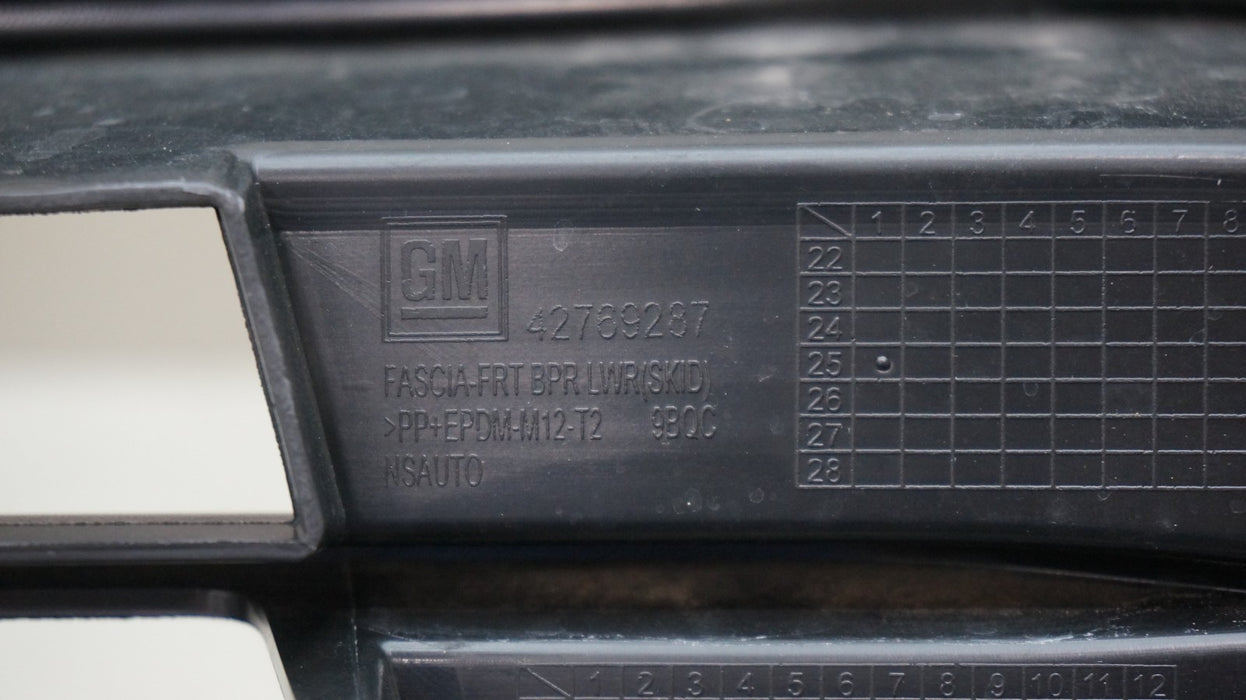 GM
42769287
FASCIA-FRT BPR LWR(SKID)
>PP+EPDM-M12-T2 9BQC
NSAUTO
1 2 3 4 5 6 7 8
22
23
24
25
26
27
28
1 2 3 4 5 6 7 8 9 10 11 12